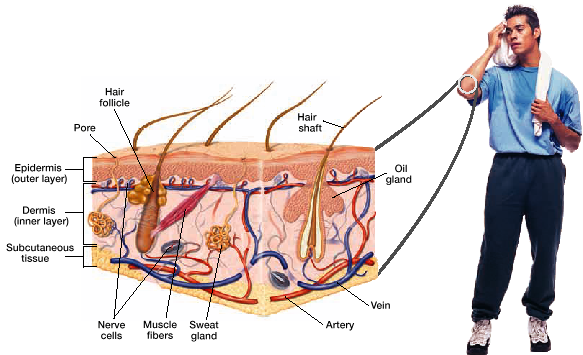 Hair
follicle
Pore
Hair
shaft
Epidermis
(outer layer)
Oil
gland
Dermis
(inner layer)
Subcutaneous
tissue
Vein
Nerve
cells
Muscle
fibers
Sweat
gland
Artery